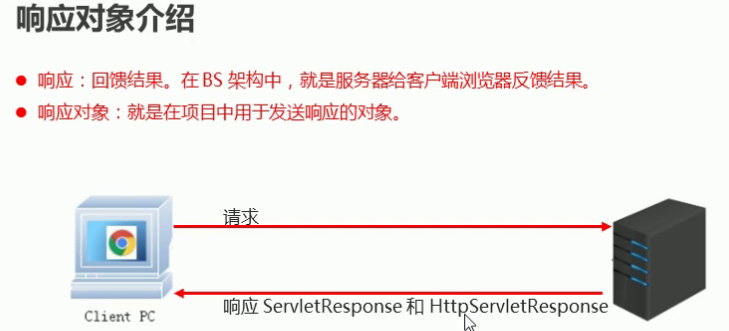 响应对象介绍
响应：回馈结果。在 BS 架构中，就是服务器给客户端浏览器反馈结果。
响应对象：就是在项目中用于发送响应的对象。
请求
响应 ServletResponse 和 HttpServletResponse
Client PC